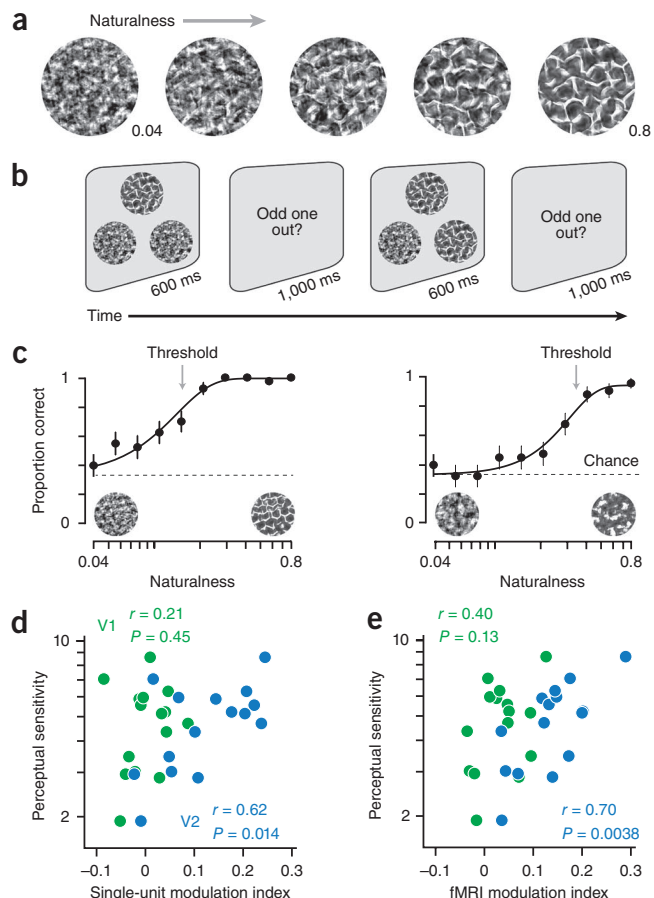 a
Naturalness
0.04
0.8
b
Odd one
out?
Odd one
out?
600 ms
1,000 ms
600 ms
1,000 ms
Time
c
Threshold
1
0
Proportion correct
0.04
0.8
Naturalness
Threshold
1
Chance
0
0.04
0.8
Naturalness
d
V1
r = 0.21
P = 0.45
10
2
Perceptual sensitivity
V2
r = 0.62
P = 0.014
–0.1
0
0.1
0.2
0.3
Single-unit modulation index
e
r = 0.40
P = 0.13
10
2
Perceptual sensitivity
r = 0.70
P = 0.0038
–0.1
0
0.1
0.2
0.3
fMRI modulation index